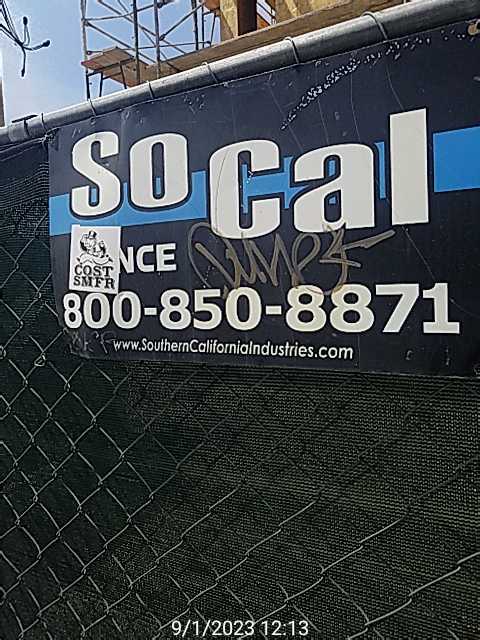 So Cal
NCE
COST
SMFR
800-850-8871
www.SouthernCaliforniaIndustries.com
9/1/2023 12:13